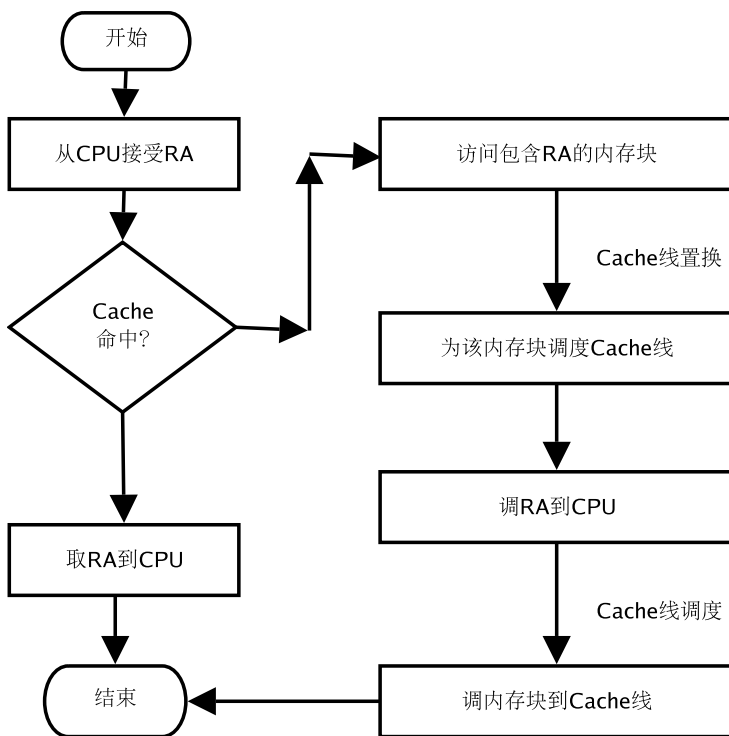 开始
从CPU接受RA
Cache
命中?
取RA到CPU
结束
访问包含RA的内存块
Cache线置换
为该内存块调度Cache线
调RA到CPU
Cache线调度
调内存块到Cache线